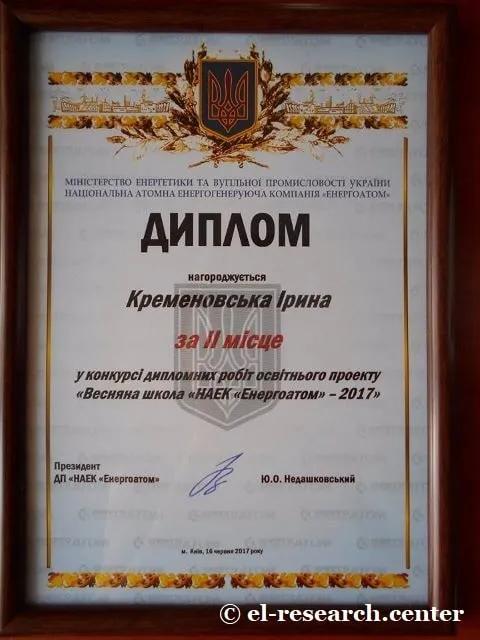 МІНІСТЕРСТВО ЕНЕРГЕТИКИ ТА ВУГІЛЬНОЇ ПРОМИСЛОВОСТІ УКРАЇНИ
НАЦІОНАЛЬНА АТОМНА ЕНЕРГОГЕНЕРУЮЧА КОМПАНІЯ «ЕНЕРГОАТОМ»
ДИПЛОМ
нагороджується
Кременовська Ірина
за II місце
у конкурсі дипломних робіт освітнього проекту
«Весняна школа «НАЕК «Енергоатом» – 2017»
Президент
ДП «НАЕК «Енергоатом» Ю.О. Недашковський
м. Київ, 16 червня 2017 року
© el-research.center